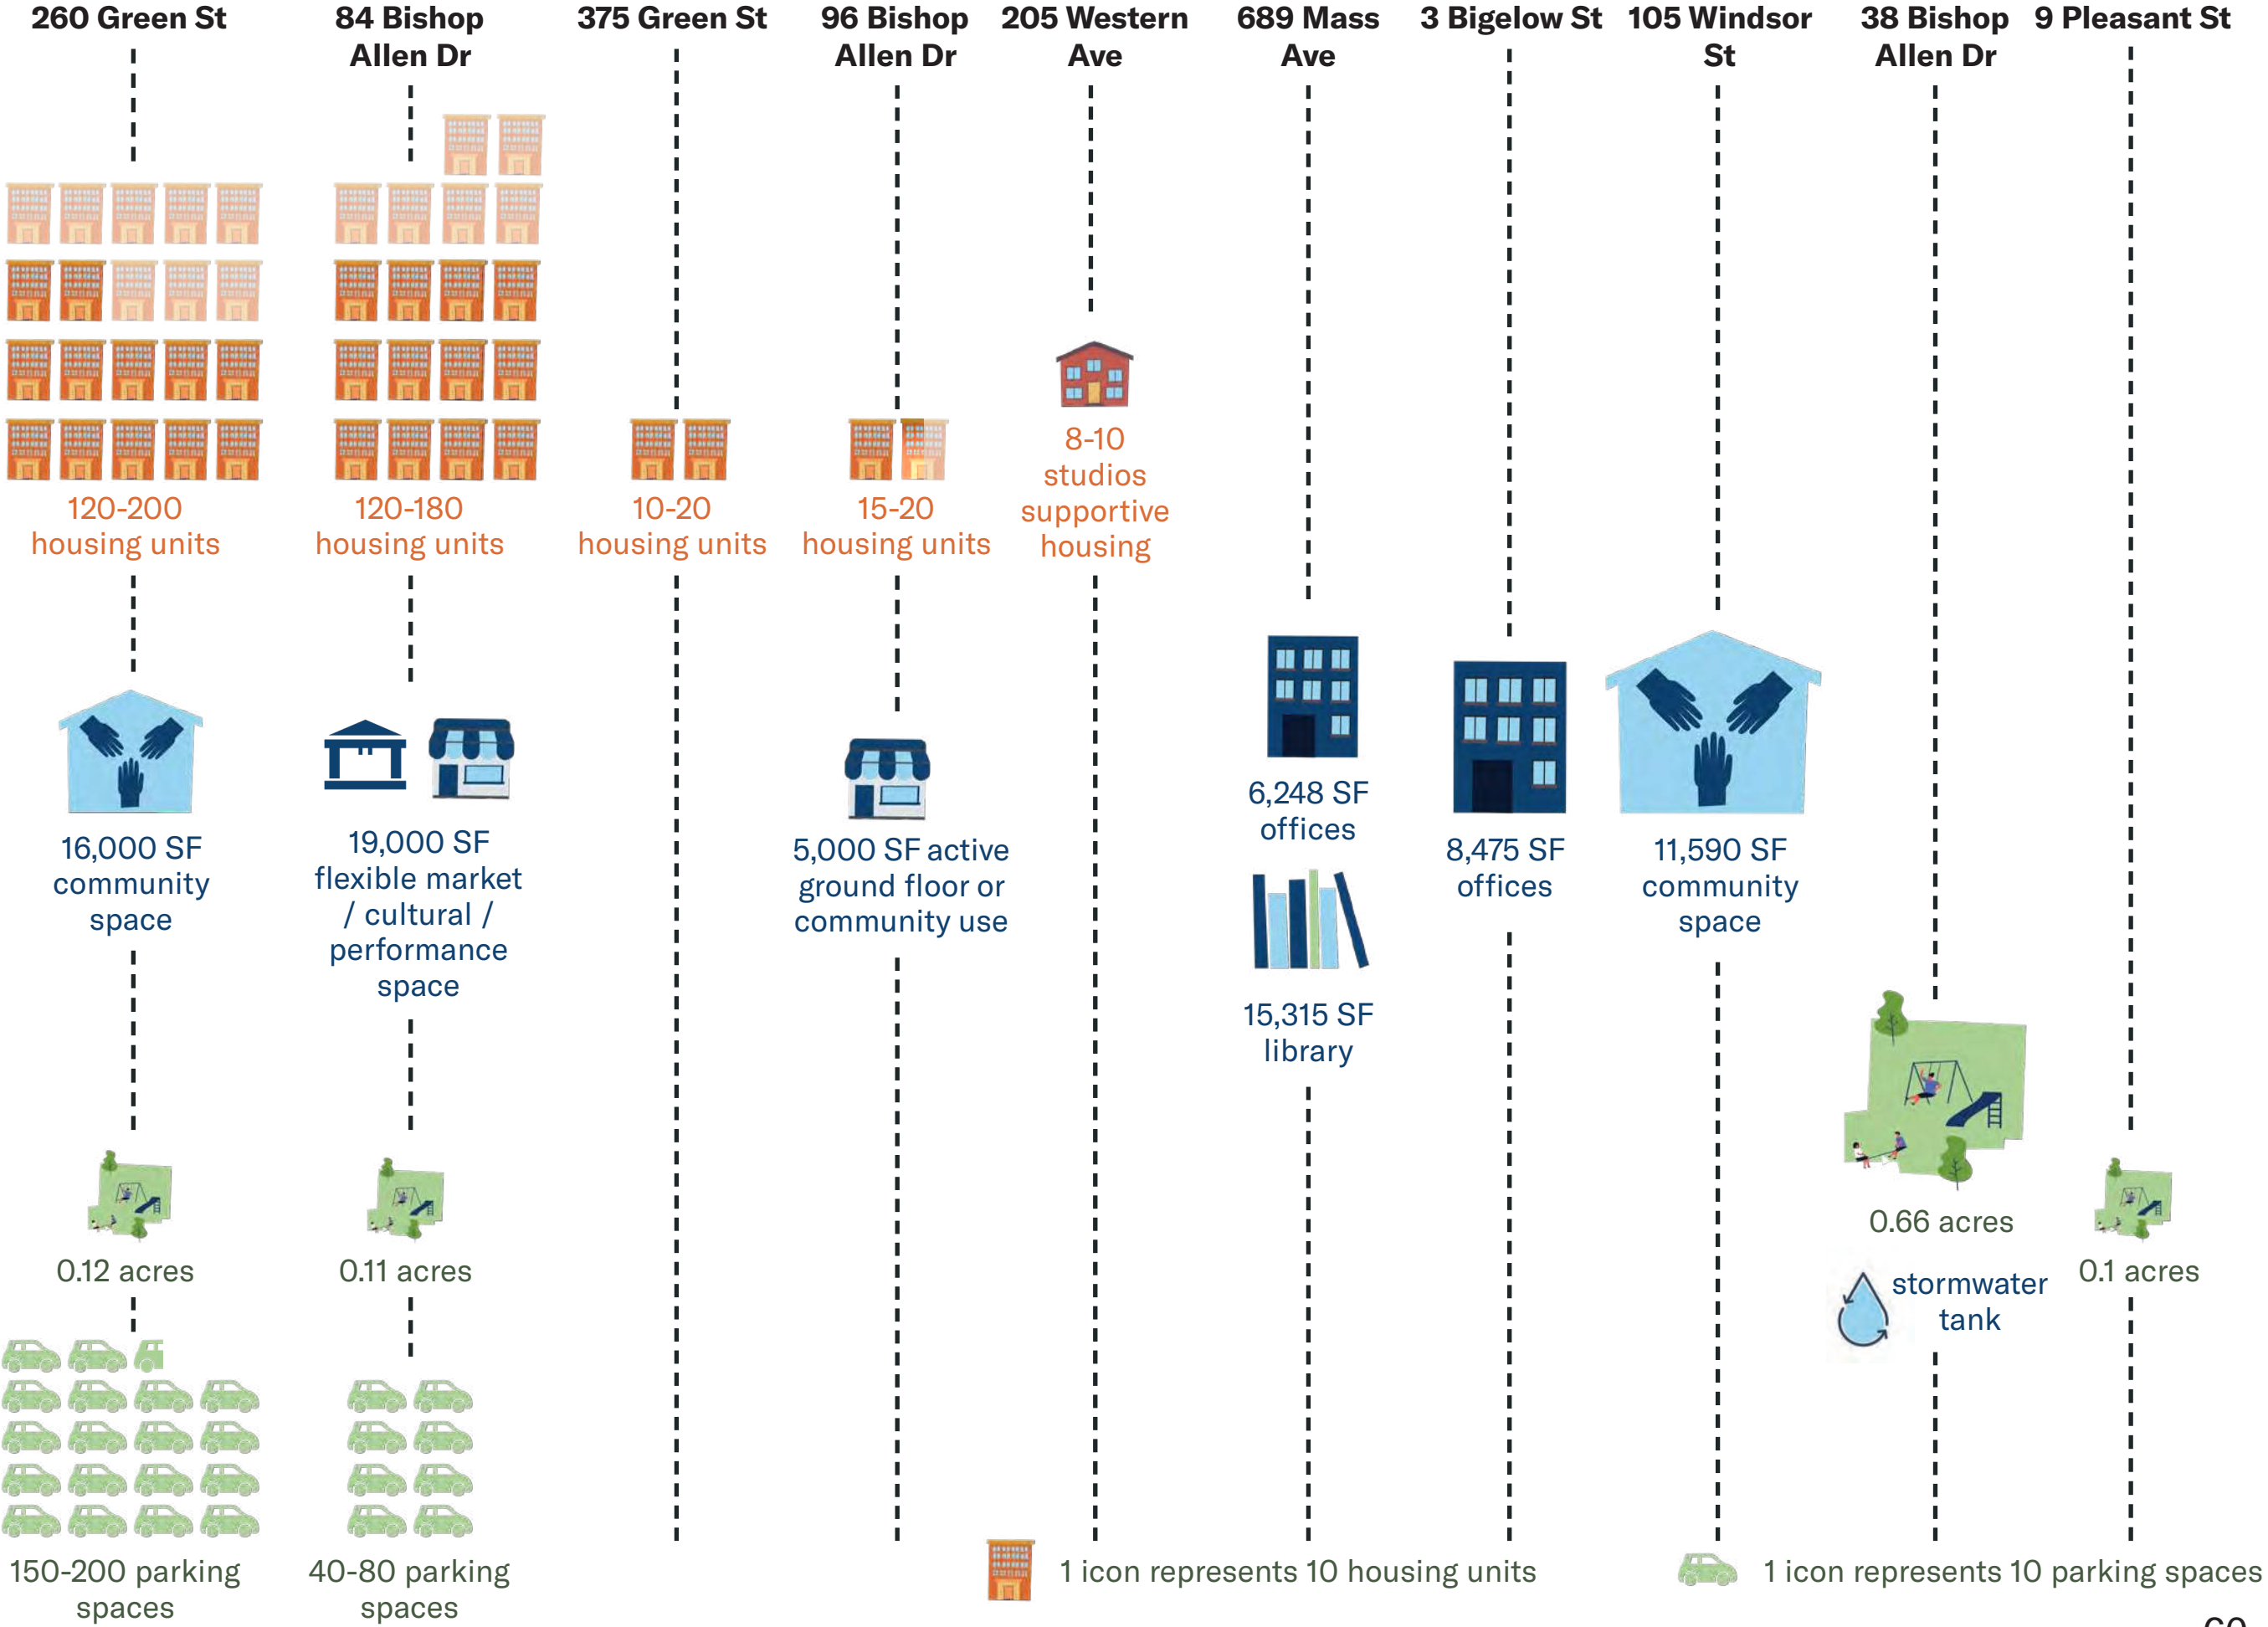 260 Green St
84 Bishop
Allen Dr
375 Green St
96 Bishop
Allen Dr
205 Western
Ave
689 Mass
Ave
3 Bigelow St
105 Windsor
St
38 Bishop
Allen Dr
9 Pleasant St
120-200
housing units
120-180
housing units
10-20
housing units
15-20
housing units
8-10
studios
supportive
housing
16,000 SF
community
space
19,000 SF
flexible market
/ cultural /
performance
space
5,000 SF active
ground floor or
community use
6,248 SF
offices
15,315 SF
library
8,475 SF
offices
11,590 SF
community
space
0.12 acres
0.11 acres
0.66 acres
stormwater
tank
0.1 acres
150-200 parking
spaces
40-80 parking
spaces
1 icon represents 10 housing units
1 icon represents 10 parking spaces